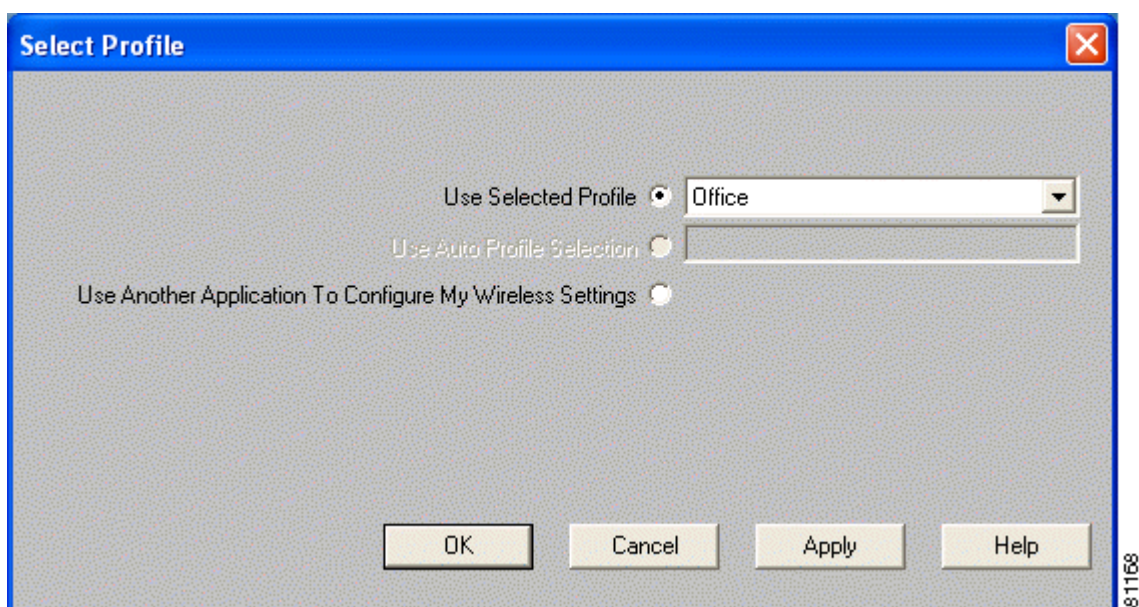 Select Profile
Use Selected Profile Office
Use Auto Profile Selection
Use Another Application To Configure My Wireless Settings
OK Cancel Apply Help
81168